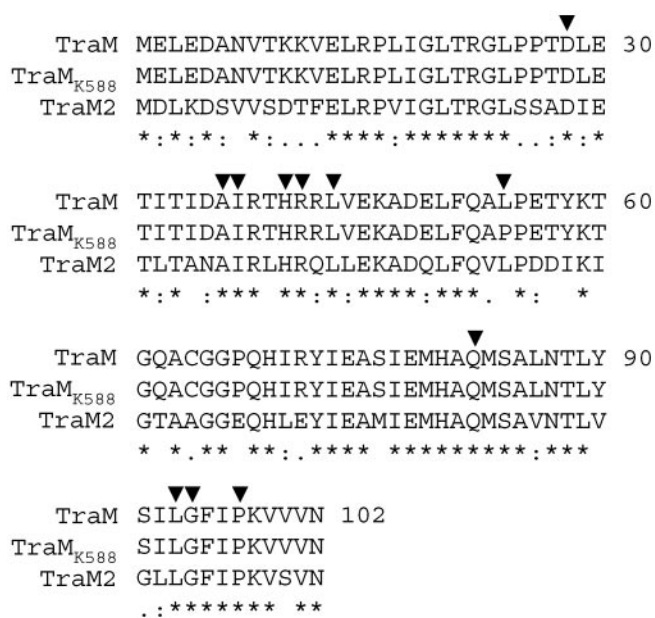 TraM MELEDANVTKKVELRPLIGLTRGLPPTDLE 30
TraMK588 MELEDANVTKKVELRPLIGLTRGLPPTDLE
TraM2 MDLKDSVVSDTFELRPVIGLTRGLSSADIE
*:*:*: *:...****:*******..:*:*
TraM TITIDAIRTHRRLVEKADELFQALPETYKT 60
TraMK588 TITIDAIRTHRRLVEKADELFQAPPETYKT
TraM2 TLTANAIRLHRQLLEKADQLFQVLPDDIKI
*:* :*** **:*:****:***. *:  *
TraM GQACGGPQHIRYIEASIEMHAQMSALNTLY 90
TraMK588 GQACGGPQHIRYIEASIEMHAQMSALNTLY
TraM2 GTAAGGEQHLEYIEAMIEMHAQMSAVNTLV
* *.** **:.**** *********:***
TraM SILGFIPKVVVN 102
TraMK588 SILGFIPKVVVN
TraM2 GLLGFIPKVSVN
.:******* **